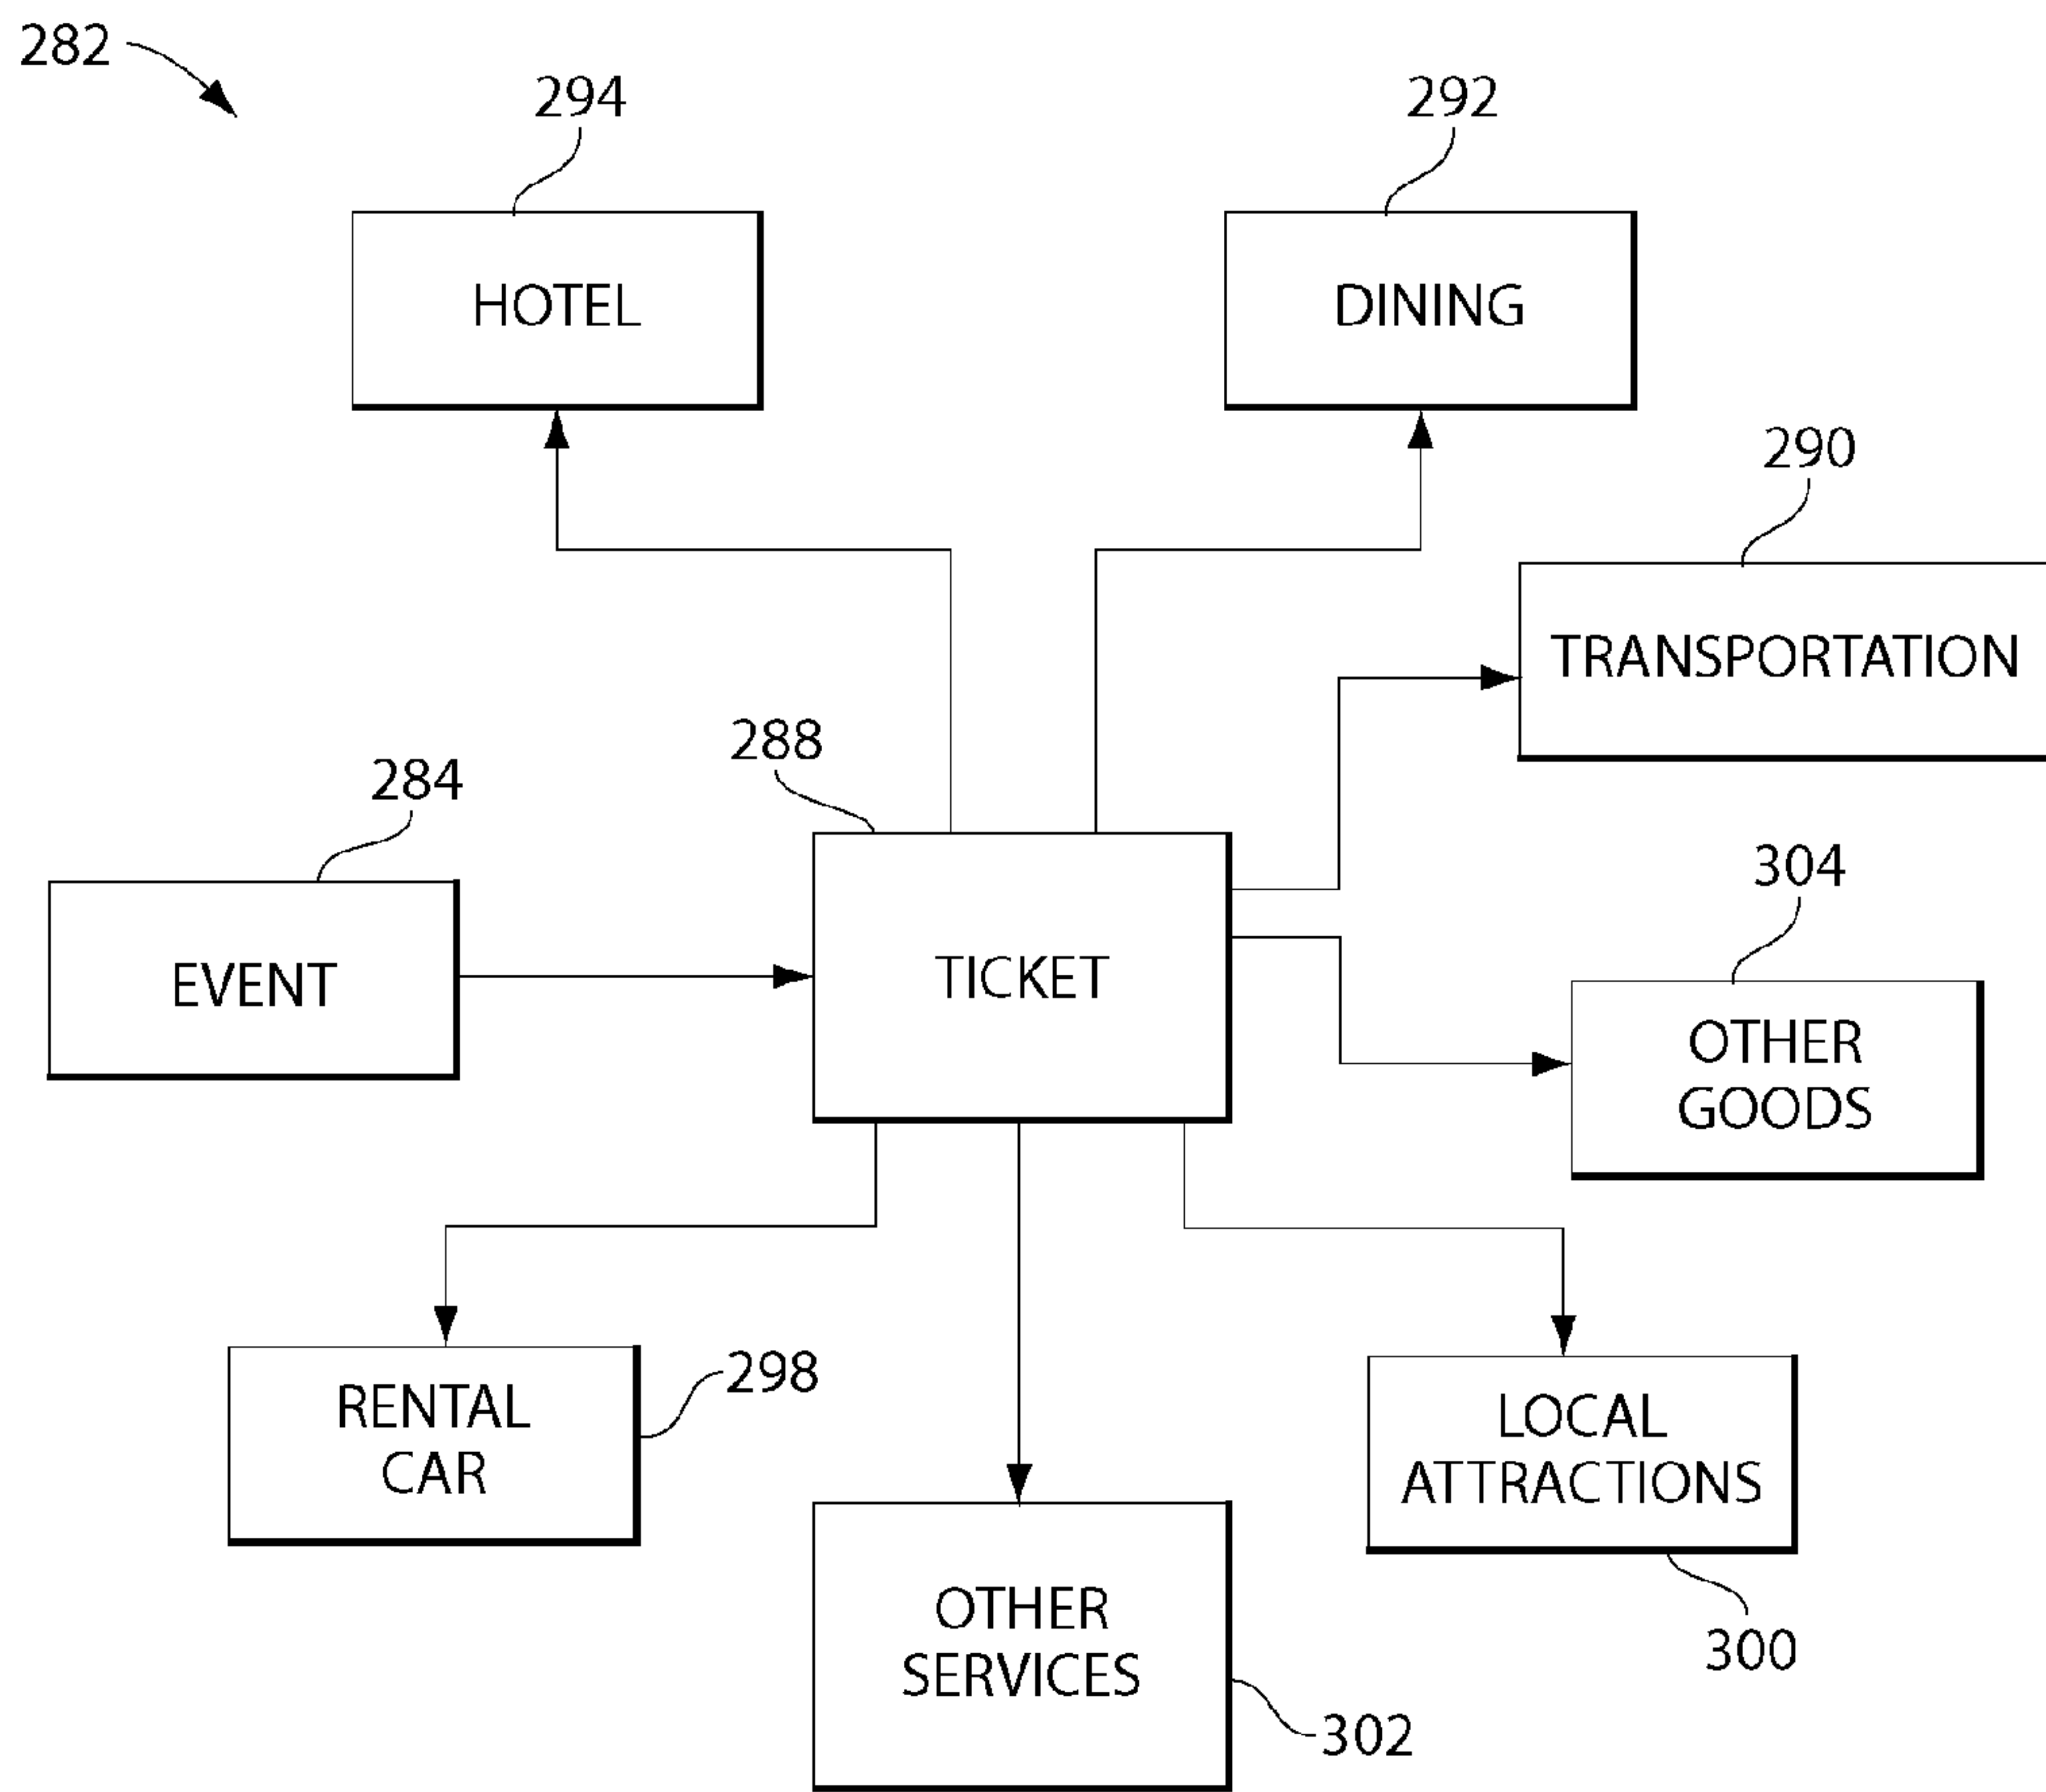 282
294
292
HOTEL
DINING
290
TRANSPORTATION
288
284
304
EVENT
TICKET
OTHER
GOODS
RENTAL
CAR
298
LOCAL
ATTRACTIONS
OTHER
SERVICES
300
302